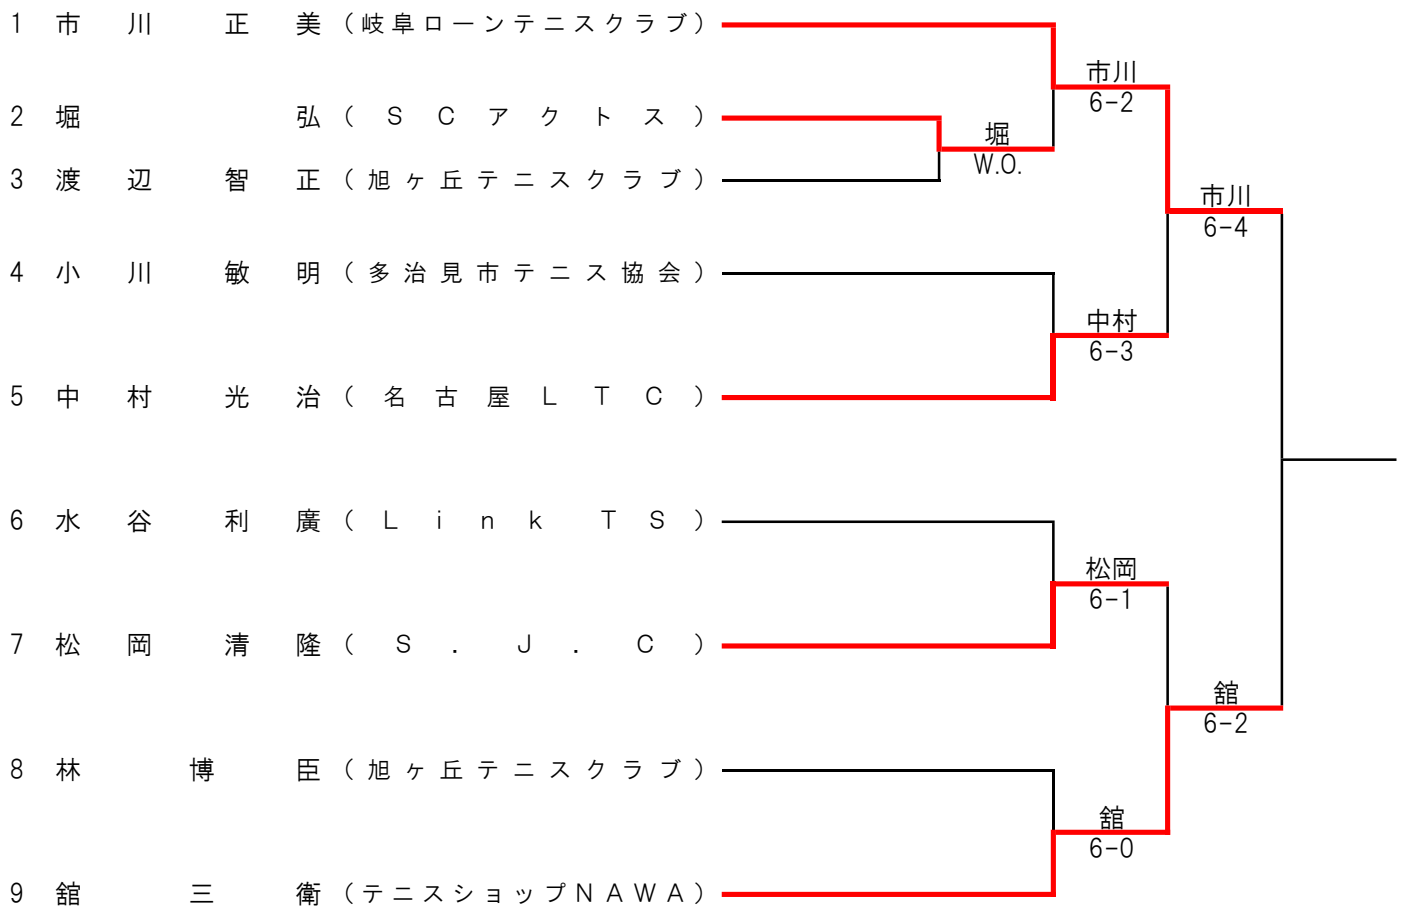 1 市川 正美(岐阜ローンテニスクラブ)
市川
6-2
2 堀 弘(SCアクトス)
堀
W.O.
3 渡辺 智正(旭ヶ丘テニスクラブ)
市川
6-4
4 小川 敏明(多治見市テニス協会)
中村
6-3
5 中村 光治(名古屋LTC)
6 水谷 利廣(Link TS)
松岡
6-1
7 松岡 清隆(S.J.C)
舘
6-2
8 林 博臣(旭ヶ丘テニスクラブ)
舘
6-0
9 舘 三衛(テニスショップNAWA)